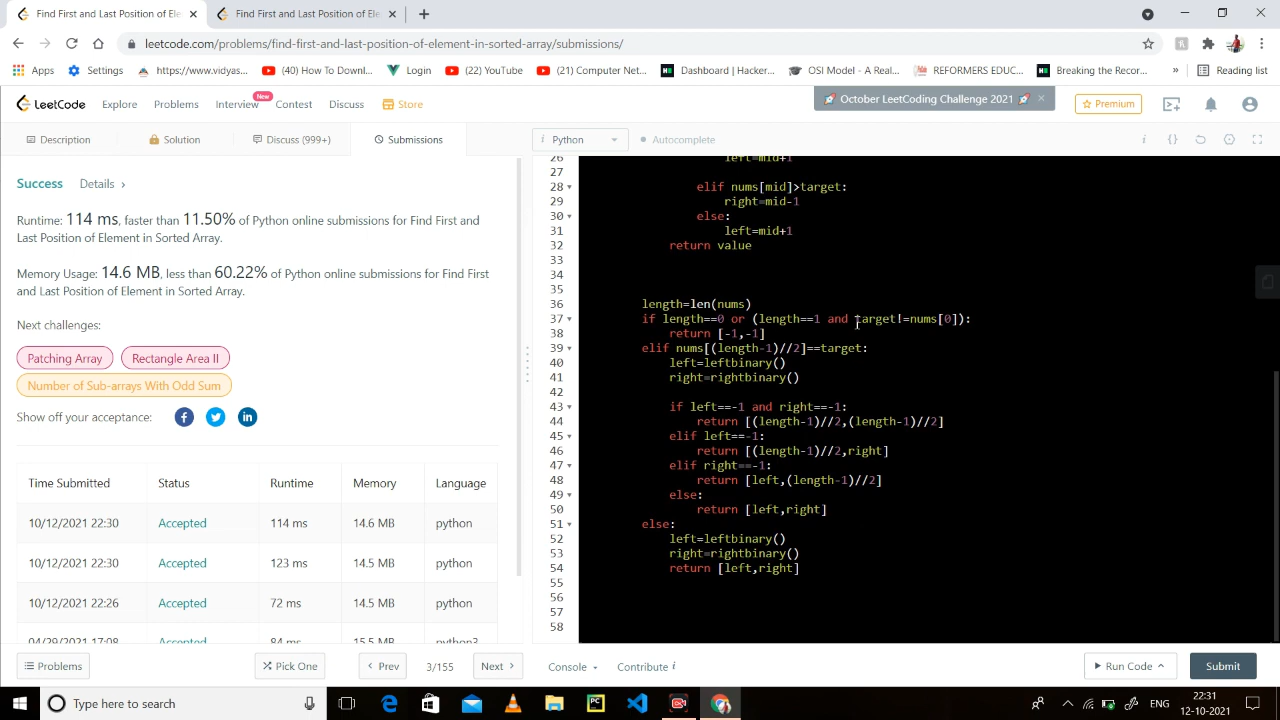 Find First and Last Position of Ele
Find First and Last Position of Ele
leetcode.com/problems/find-first-and-last-position-of-element-in-sorted-array/submissions/
Apps
Settings
https://www.vidyas...
(40) How To Downl...
Login
(22) YouTube
(21) Computer Net...
Dashboard | Hacker...
OSI Model - A Real...
REFORMERS EDUC...
Breaking the Recor...
»
Reading list
LeetCode
Explore
Problems
Interview
New
Contest
Discuss
Store
October LeetCoding Challenge 2021
Premium
Description
Solution
Discuss (999+)
Submissions
i Python
Autocomplete
Success
Details ›
Runtime: 114 ms, faster than 11.50% of Python online submissions for Find First and
Last Position of Element in Sorted Array.
Memory Usage: 14.6 MB, less than 60.22% of Python online submissions for Find First
and Last Position of Element in Sorted Array.
Next challenges:
Patching Array
Rectangle Area II
Number of Sub-arrays With Odd Sum
Show off your acceptance:
Time Submitted Status Runtime Memory Language
10/12/2021 22:30 Accepted 114 ms 14.6 MB python
10/12/2021 22:30 Accepted 123 ms 14.5 MB python
10/12/2021 22:26 Accepted 72 ms 14.5 MB python
04/29/2021 17:08 Accepted 84 ms 15.5 MB python3
26 left=mid+1
27
28 elif nums[mid]>target:
29 right=mid-1
30 else:
31 left=mid+1
32 return value
33
34
35
36 length=len(nums)
37 if length==0 or (length==1 and target!=nums[0]):
38 return [-1,-1]
39 elif nums[(length-1)//2]==target:
40 left=leftbinary()
41 right=rightbinary()
42
43 if left==-1 and right==-1:
44 return [(length-1)//2,(length-1)//2]
45 elif left==-1:
46 return [(length-1)//2,right]
47 elif right==-1:
48 return [left,(length-1)//2]
49 else:
50 return [left,right]
51 else:
52 left=leftbinary()
53 right=rightbinary()
54 return [left,right]
55
56
57
58
Problems
Pick One
‹ Prev
3/155
Next ›
Console
Contribute i
Run Code
Submit
Type here to search
ENG
22:31
12-10-2021